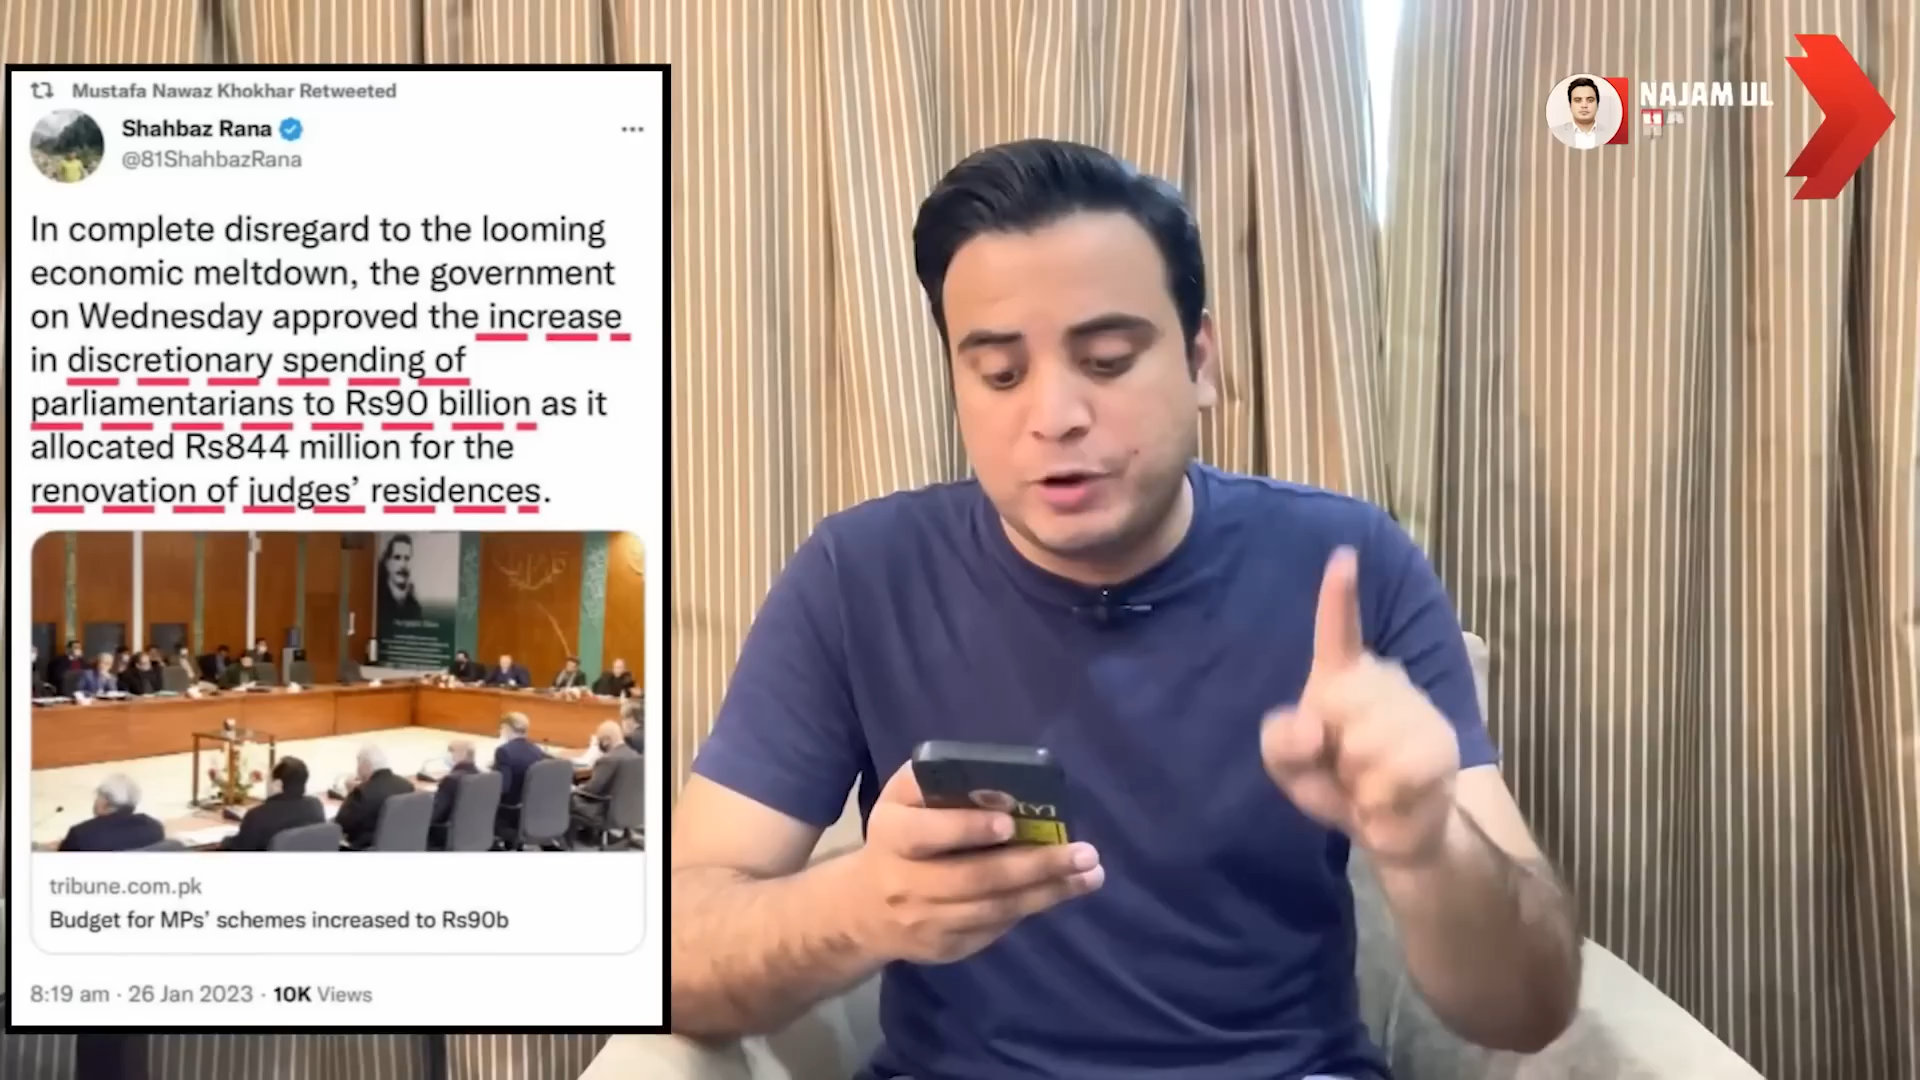 Mustafa Nawaz Khokhar Retweeted
Shahbaz Rana
@81ShahbazRana
In complete disregard to the looming
economic meltdown, the government
on Wednesday approved the increase
in discretionary spending of
parliamentarians to Rs90 billion as it
allocated Rs844 million for the
renovation of judges’ residences.
tribune.com.pk
Budget for MPs’ schemes increased to Rs90b
8:19 am · 26 Jan 2023 · 10K Views
NAJAM UL
HA